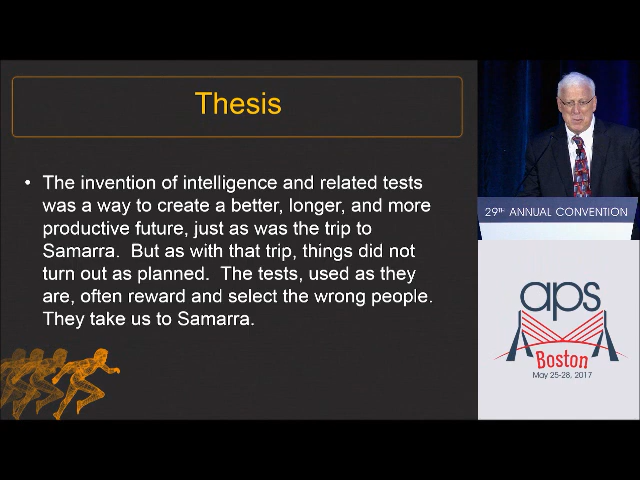 Thesis
• The invention of intelligence and related tests
was a way to create a better, longer, and more
productive future, just as was the trip to
Samarra.  But as with that trip, things did not
turn out as planned.  The tests, used as they
are, often reward and select the wrong people.
They take us to Samarra.
29TH ANNUAL CONVENTION
aps
Boston
May 25-28, 2017